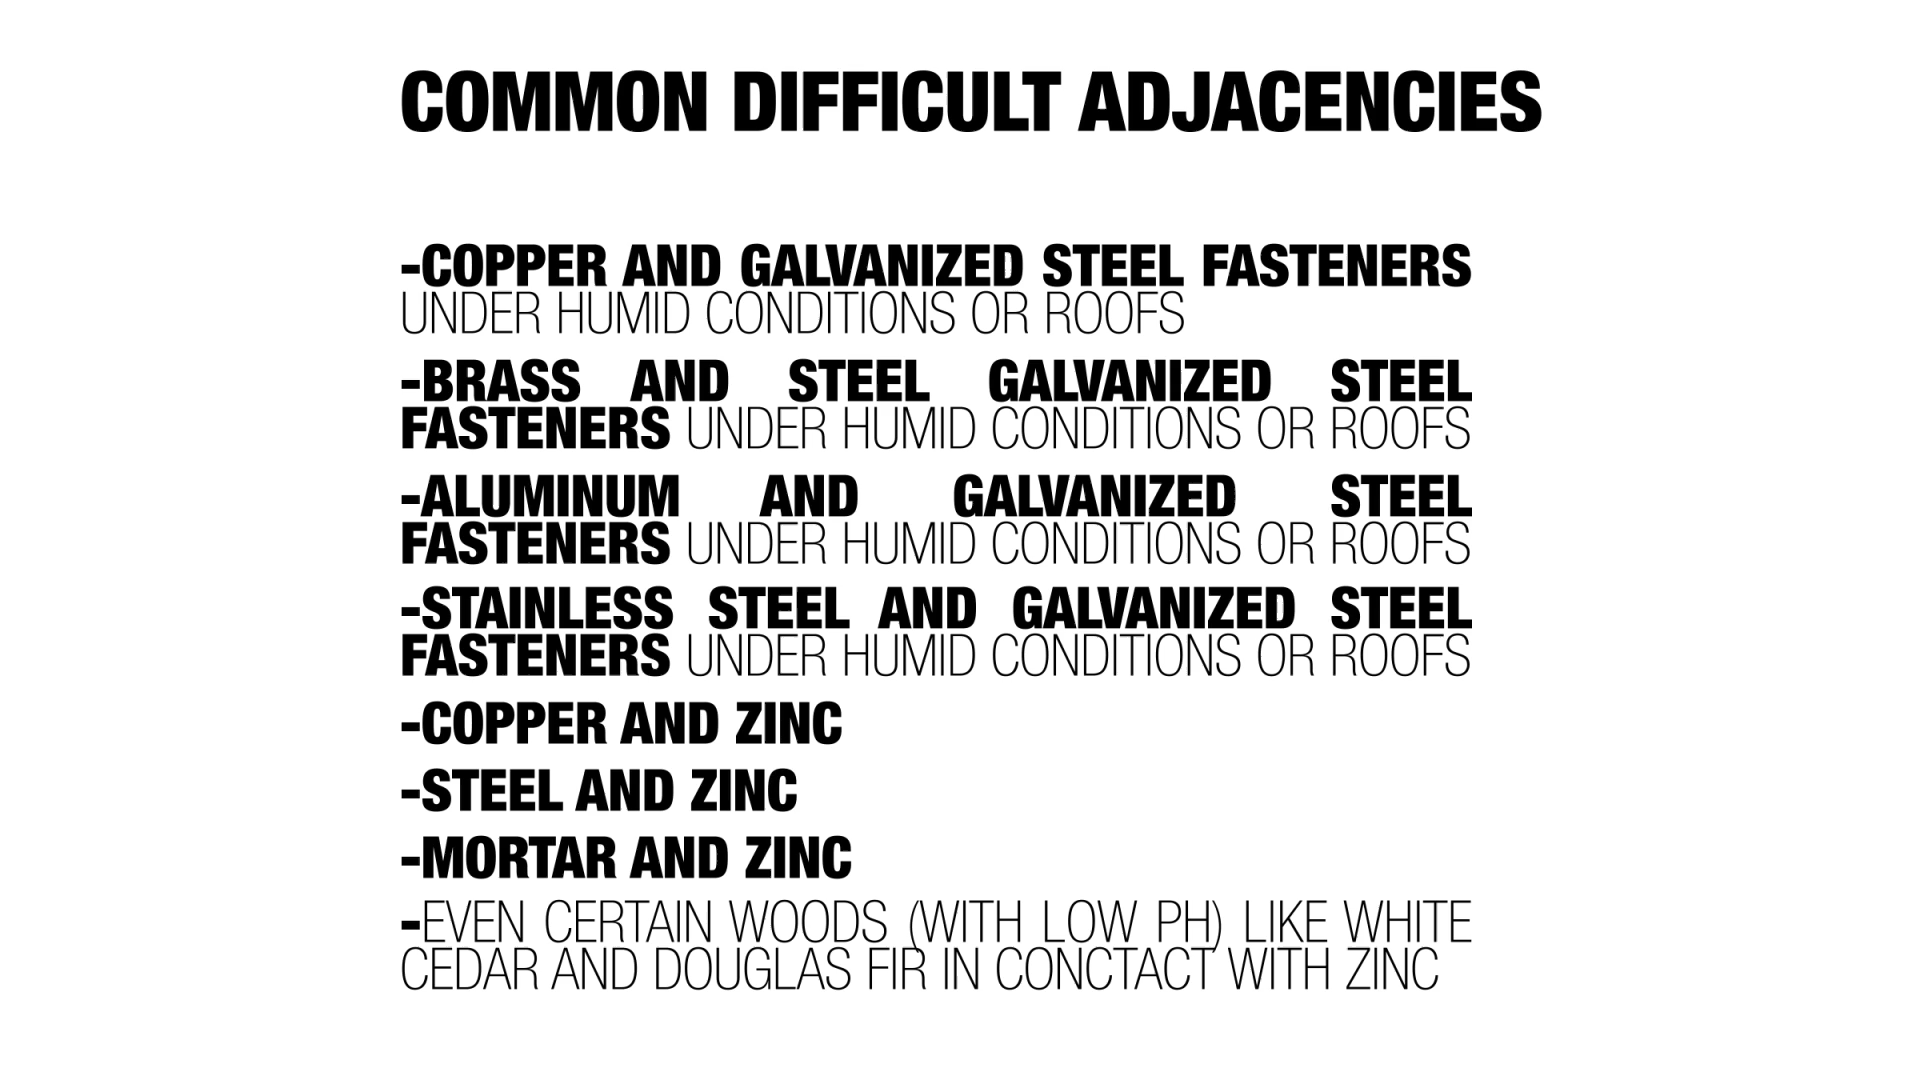 COMMON DIFFICULT ADJACENCIES
-COPPER AND GALVANIZED STEEL FASTENERS
UNDER HUMID CONDITIONS OR ROOFS
-BRASS AND STEEL GALVANIZED STEEL
FASTENERS UNDER HUMID CONDITIONS OR ROOFS
-ALUMINUM AND GALVANIZED STEEL
FASTENERS UNDER HUMID CONDITIONS OR ROOFS
-STAINLESS STEEL AND GALVANIZED STEEL
FASTENERS UNDER HUMID CONDITIONS OR ROOFS
-COPPER AND ZINC
-STEEL AND ZINC
-MORTAR AND ZINC
-EVEN CERTAIN WOODS (WITH LOW PH) LIKE WHITE
CEDAR AND DOUGLAS FIR IN CONCTACT WITH ZINC